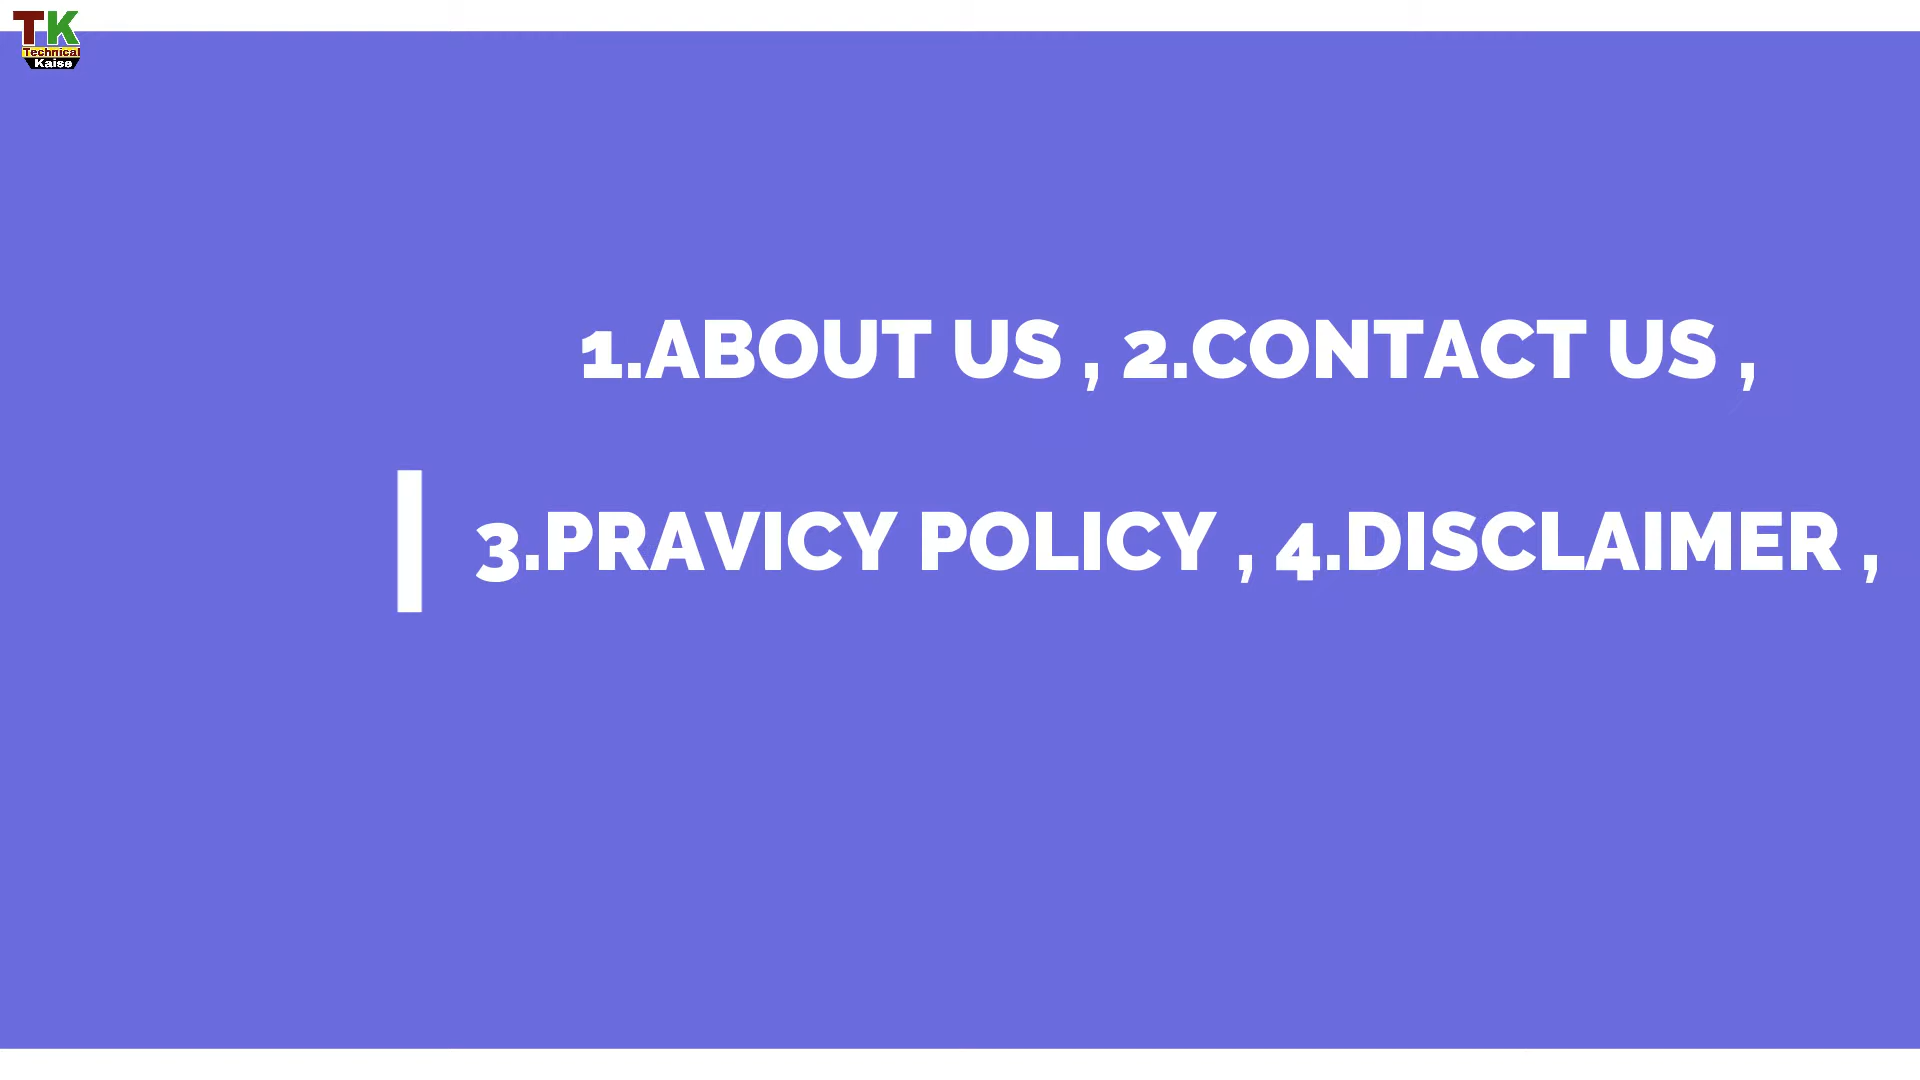 TK
Technical
Kaise
1.ABOUT US , 2.CONTACT US ,
3.PRAVICY POLICY , 4.DISCLAIMER ,